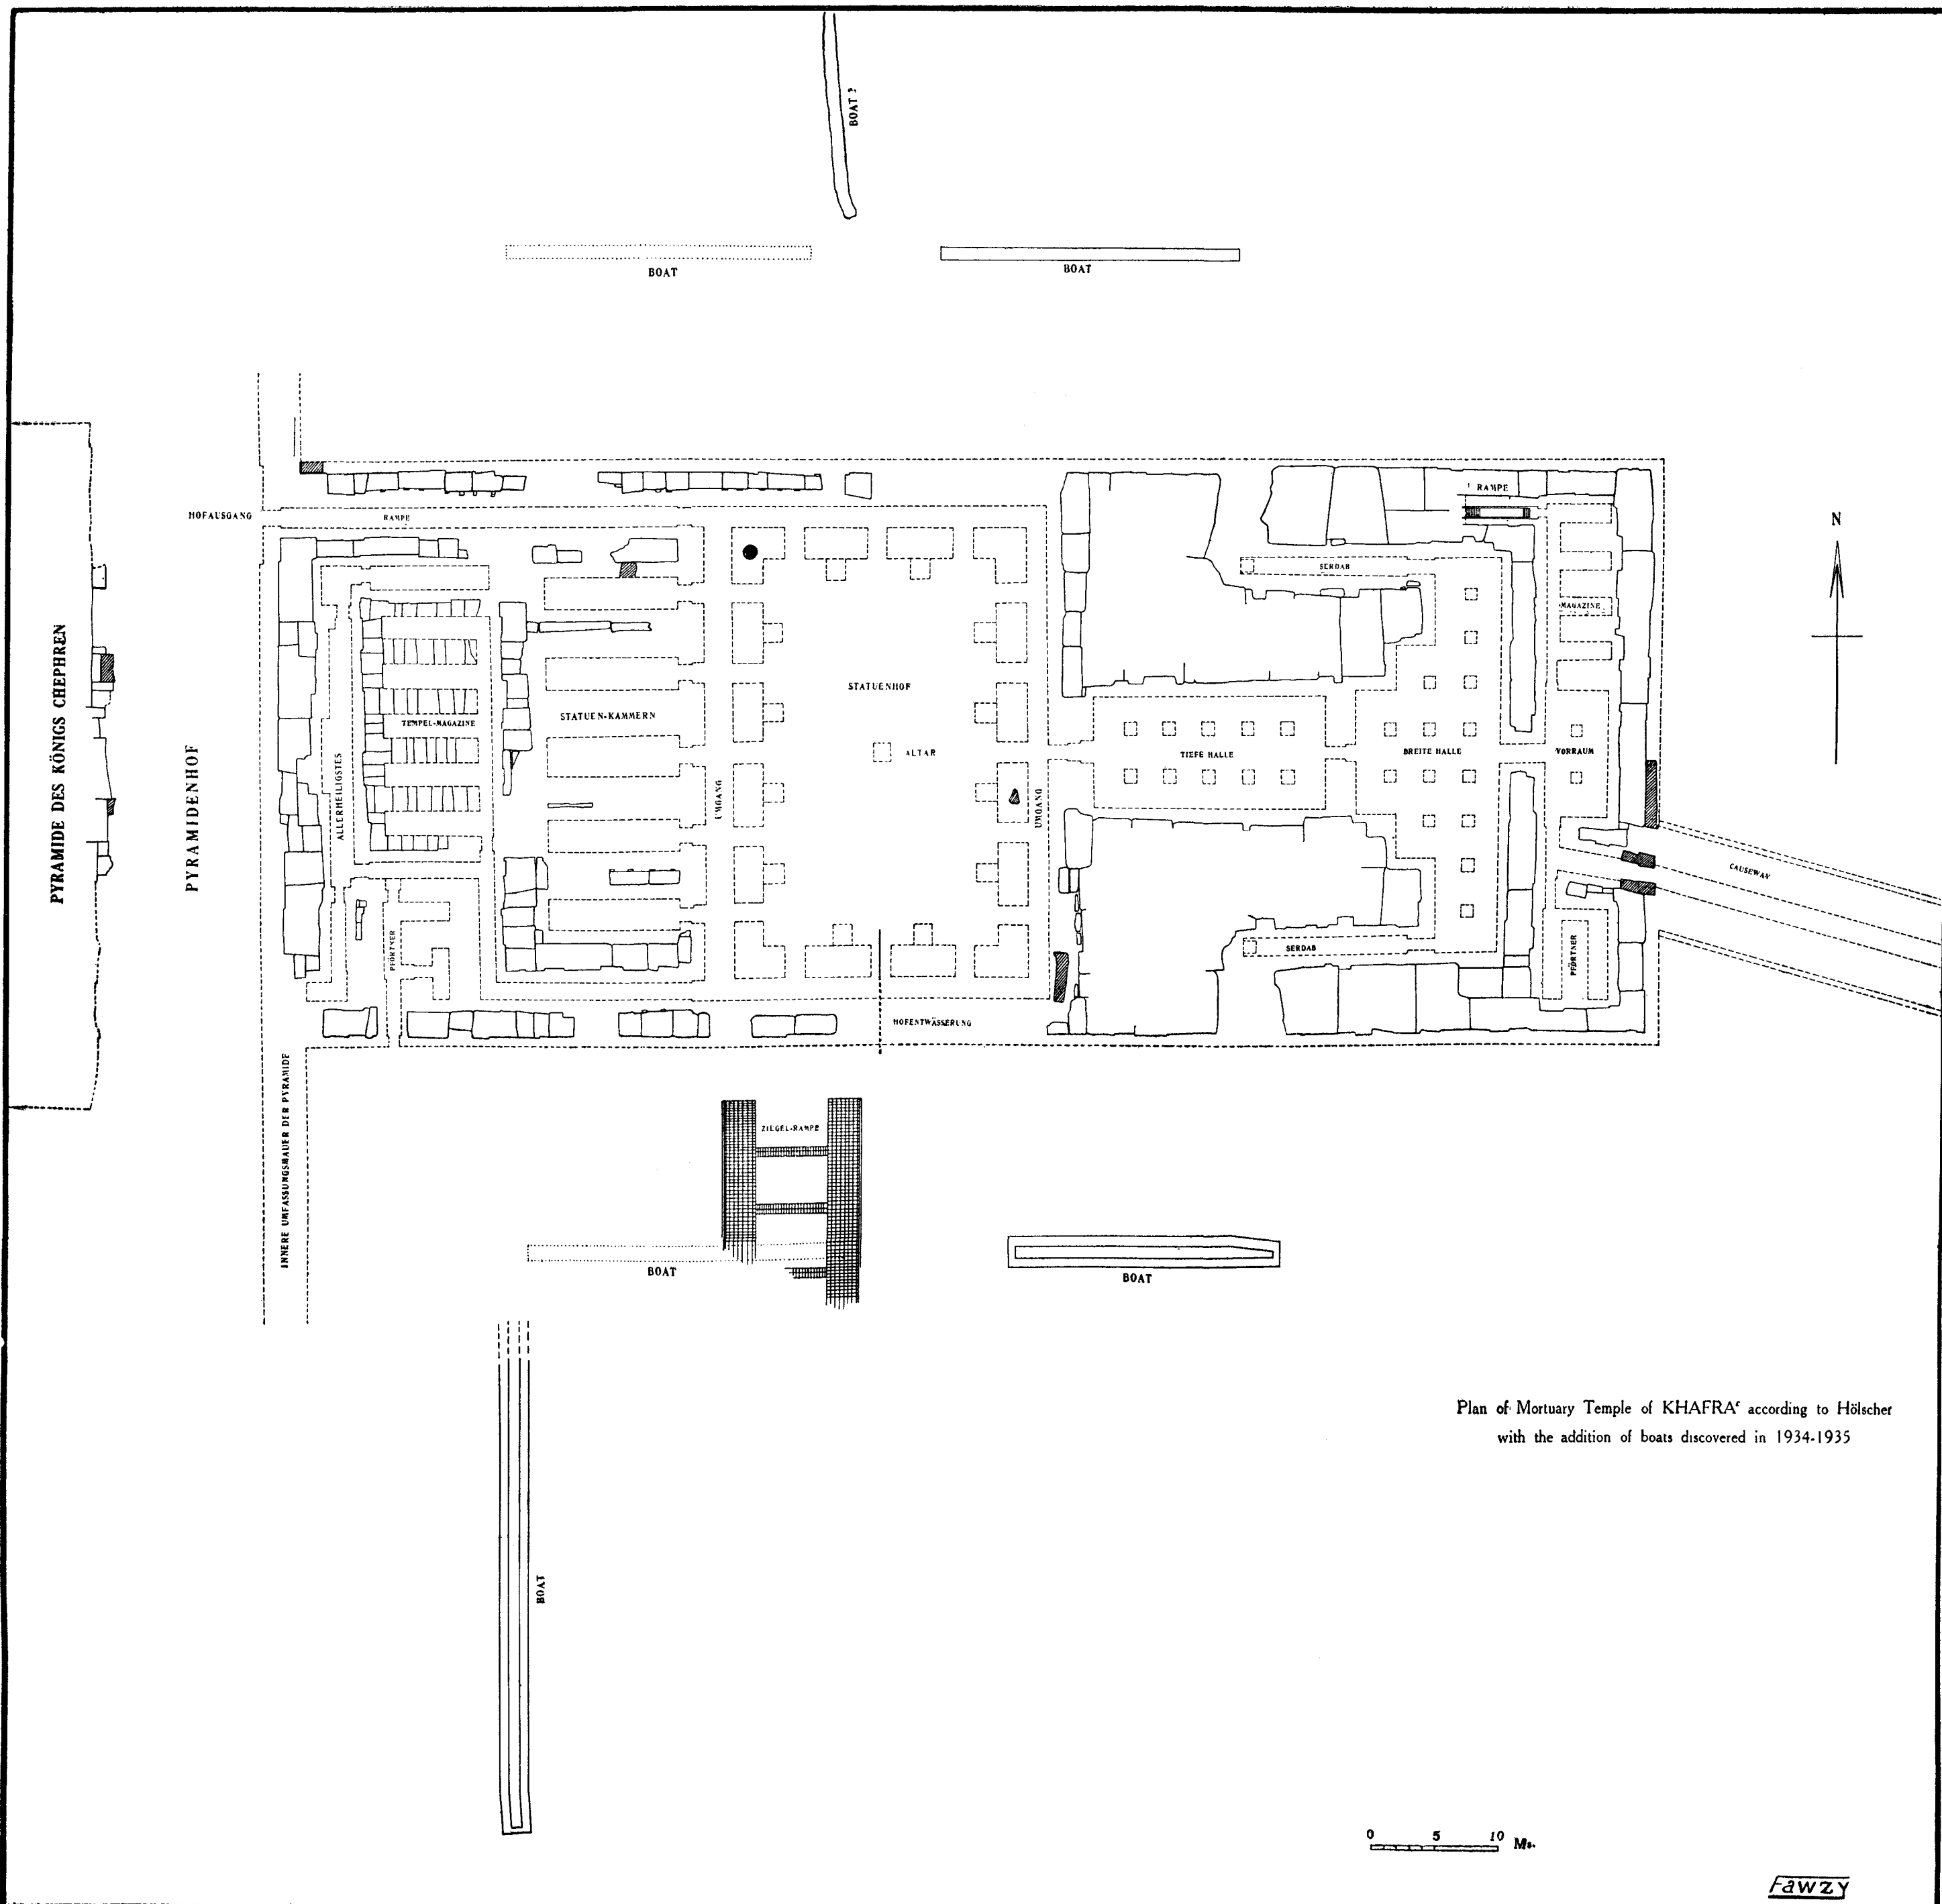 BOAT ?
BOAT
BOAT
HOFAUSGANG
RAMPE
RAMPE
N
SERDAB
MAGAZINE
PYRAMIDE DES KÖNIGS CHEPHREN
PYRAMIDENHOF
ALLERHEILIGSTES
TEMPEL-MAGAZINE
STATUEN-KAMMERN
UMGANG
STATUENHOF
ALTAR
UMGANG
TIEFE HALLE
BREITE HALLE
VORRAUM
CAUSEWAY
PFÖRTNER
SERDAB
PFÖRTNER
HOFENTWÄSSERUNG
INNERE UMFASSUNGSMAUER DER PYRAMIDE
ZIEGEL-RAMPE
BOAT
BOAT
BOAT
Plan of Mortuary Temple of KHAFRAʿ according to Hölscher
with the addition of boats discovered in 1934-1935
0 5 10 Ms.
Fawzy